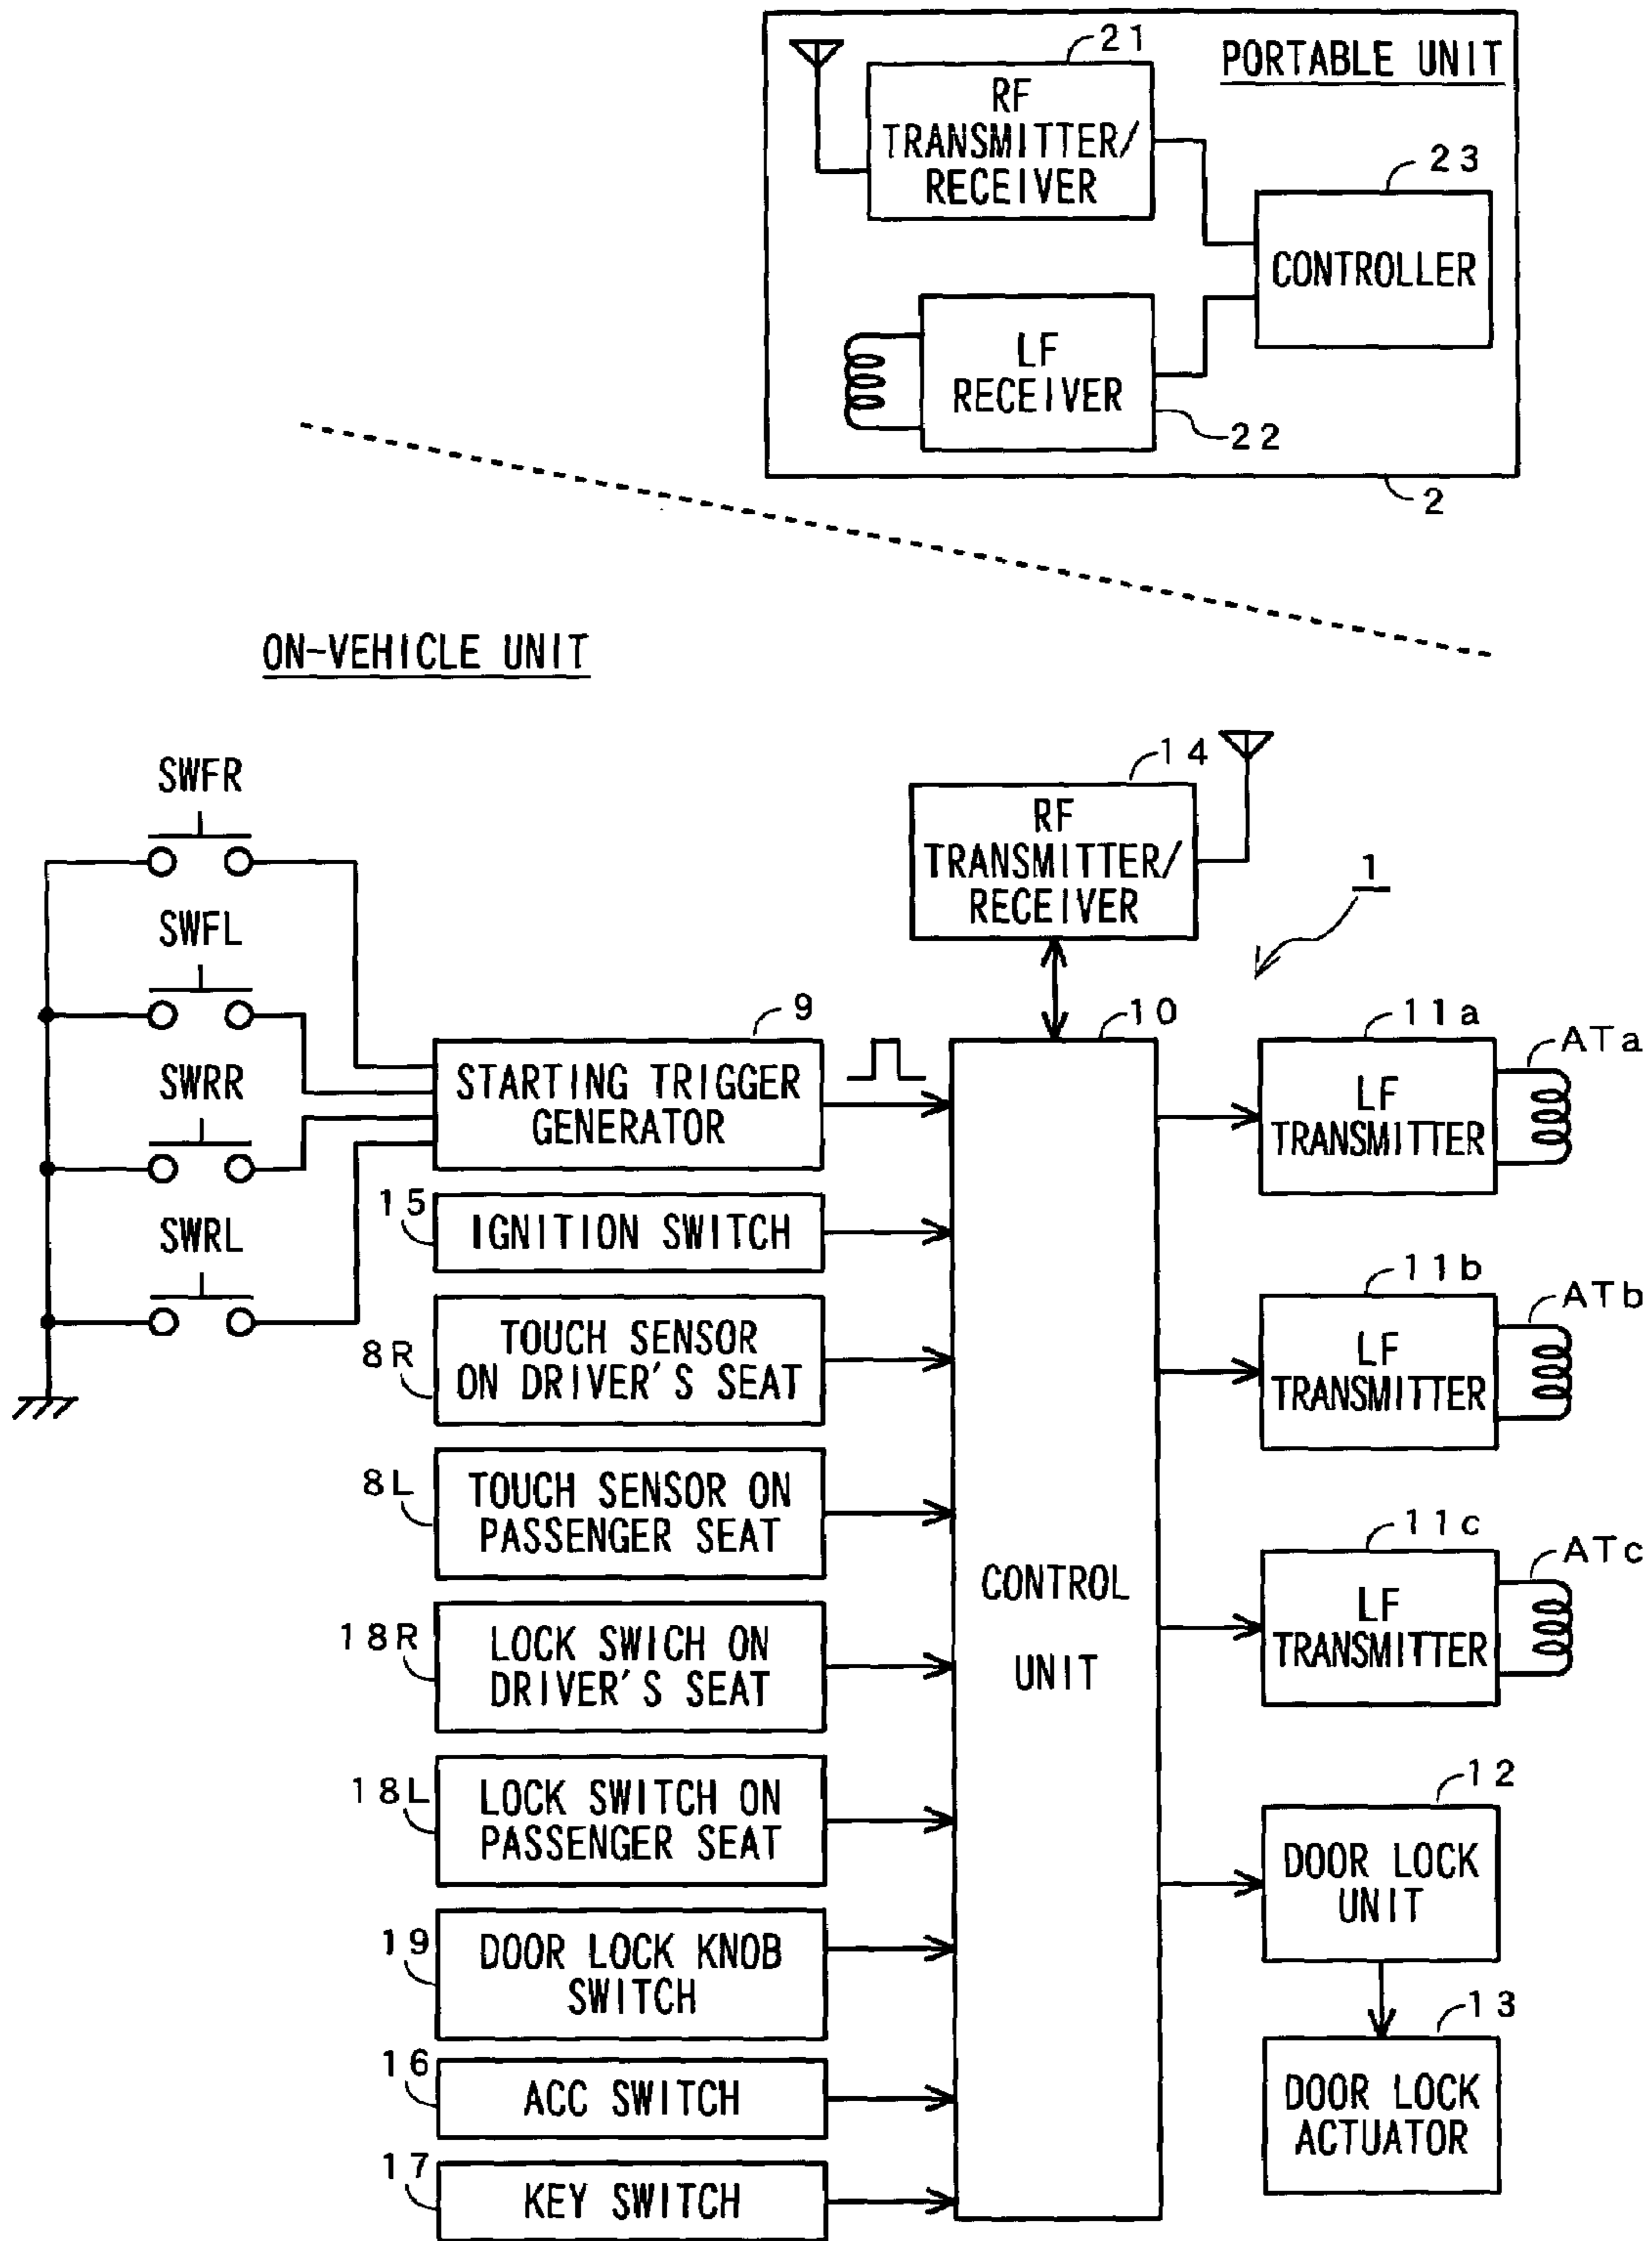 21
PORTABLE UNIT
RF
TRANSMITTER/
RECEIVER
23
CONTROLLER
LF
RECEIVER
22
2
ON-VEHICLE UNIT
SWFR
SWFL
SWRR
SWRL
14
RF
TRANSMITTER/
RECEIVER
1
9
STARTING TRIGGER
GENERATOR
15
IGNITION SWITCH
8R
TOUCH SENSOR
ON DRIVER'S SEAT
8L
TOUCH SENSOR ON
PASSENGER SEAT
18R
LOCK SWICH ON
DRIVER'S SEAT
18L
LOCK SWITCH ON
PASSENGER SEAT
19
DOOR LOCK KNOB
SWITCH
16
ACC SWITCH
17
KEY SWITCH
10
CONTROL
UNIT
11a
ATa
LF
TRANSMITTER
11b
ATb
LF
TRANSMITTER
11c
ATc
LF
TRANSMITTER
12
DOOR LOCK
UNIT
13
DOOR LOCK
ACTUATOR